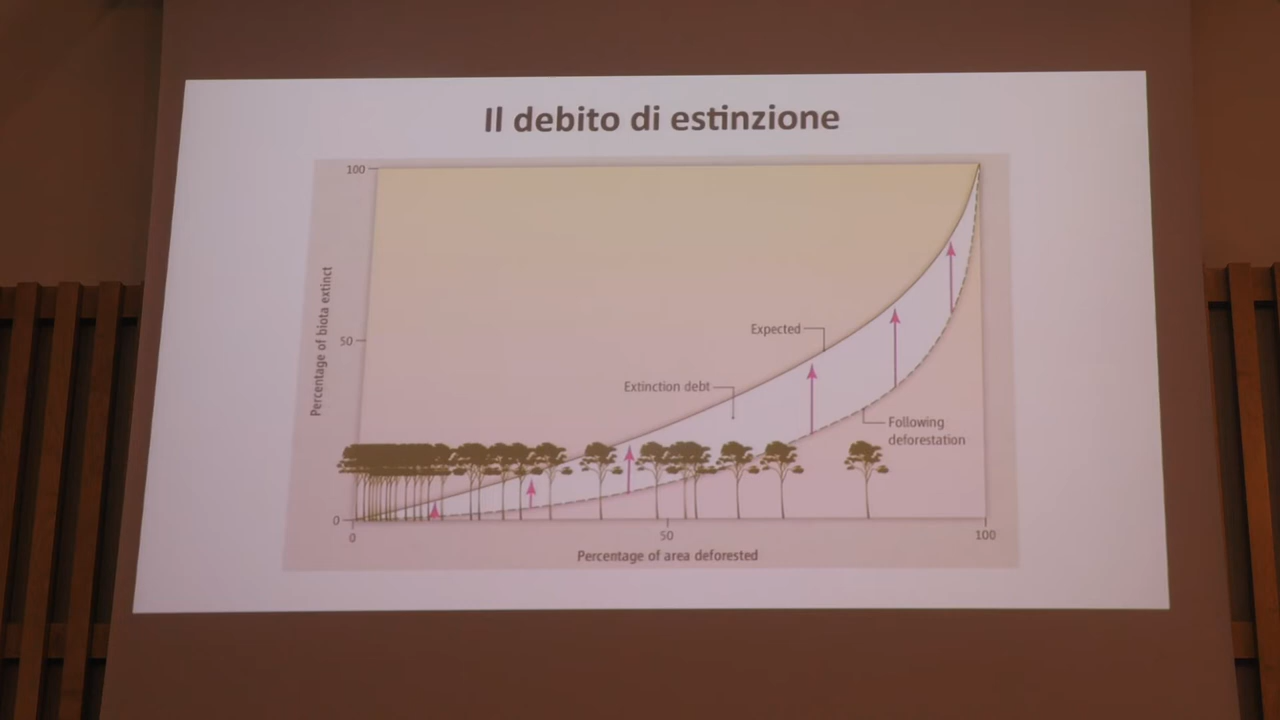 Il debito di estinzione
100
Percentage of biota extinct
50
Expected
Extinction debt
Following
deforestation
0
0
50
100
Percentage of area deforested